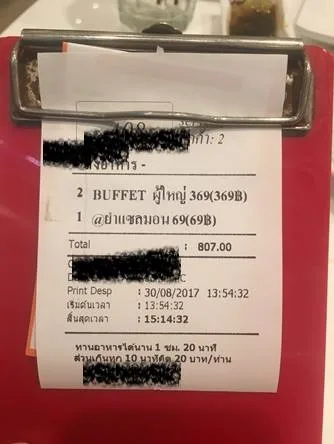 108
: 2
อาหาร -
2 BUFFET ผู้ใหญ่ 369(369฿)
1 @ยำแซลมอน 69(69฿)
Total : 807.00
Print Desp : 30/08/2017 13:54:32
เริ่มต้นเวลา : 13:54:32
สิ้นสุดเวลา : 15:14:32
ทานอาหารได้นาน 1 ชม. 20 นาที
ส่วนเกินทุก 10 นาทีคิด 20 บาท/ท่าน